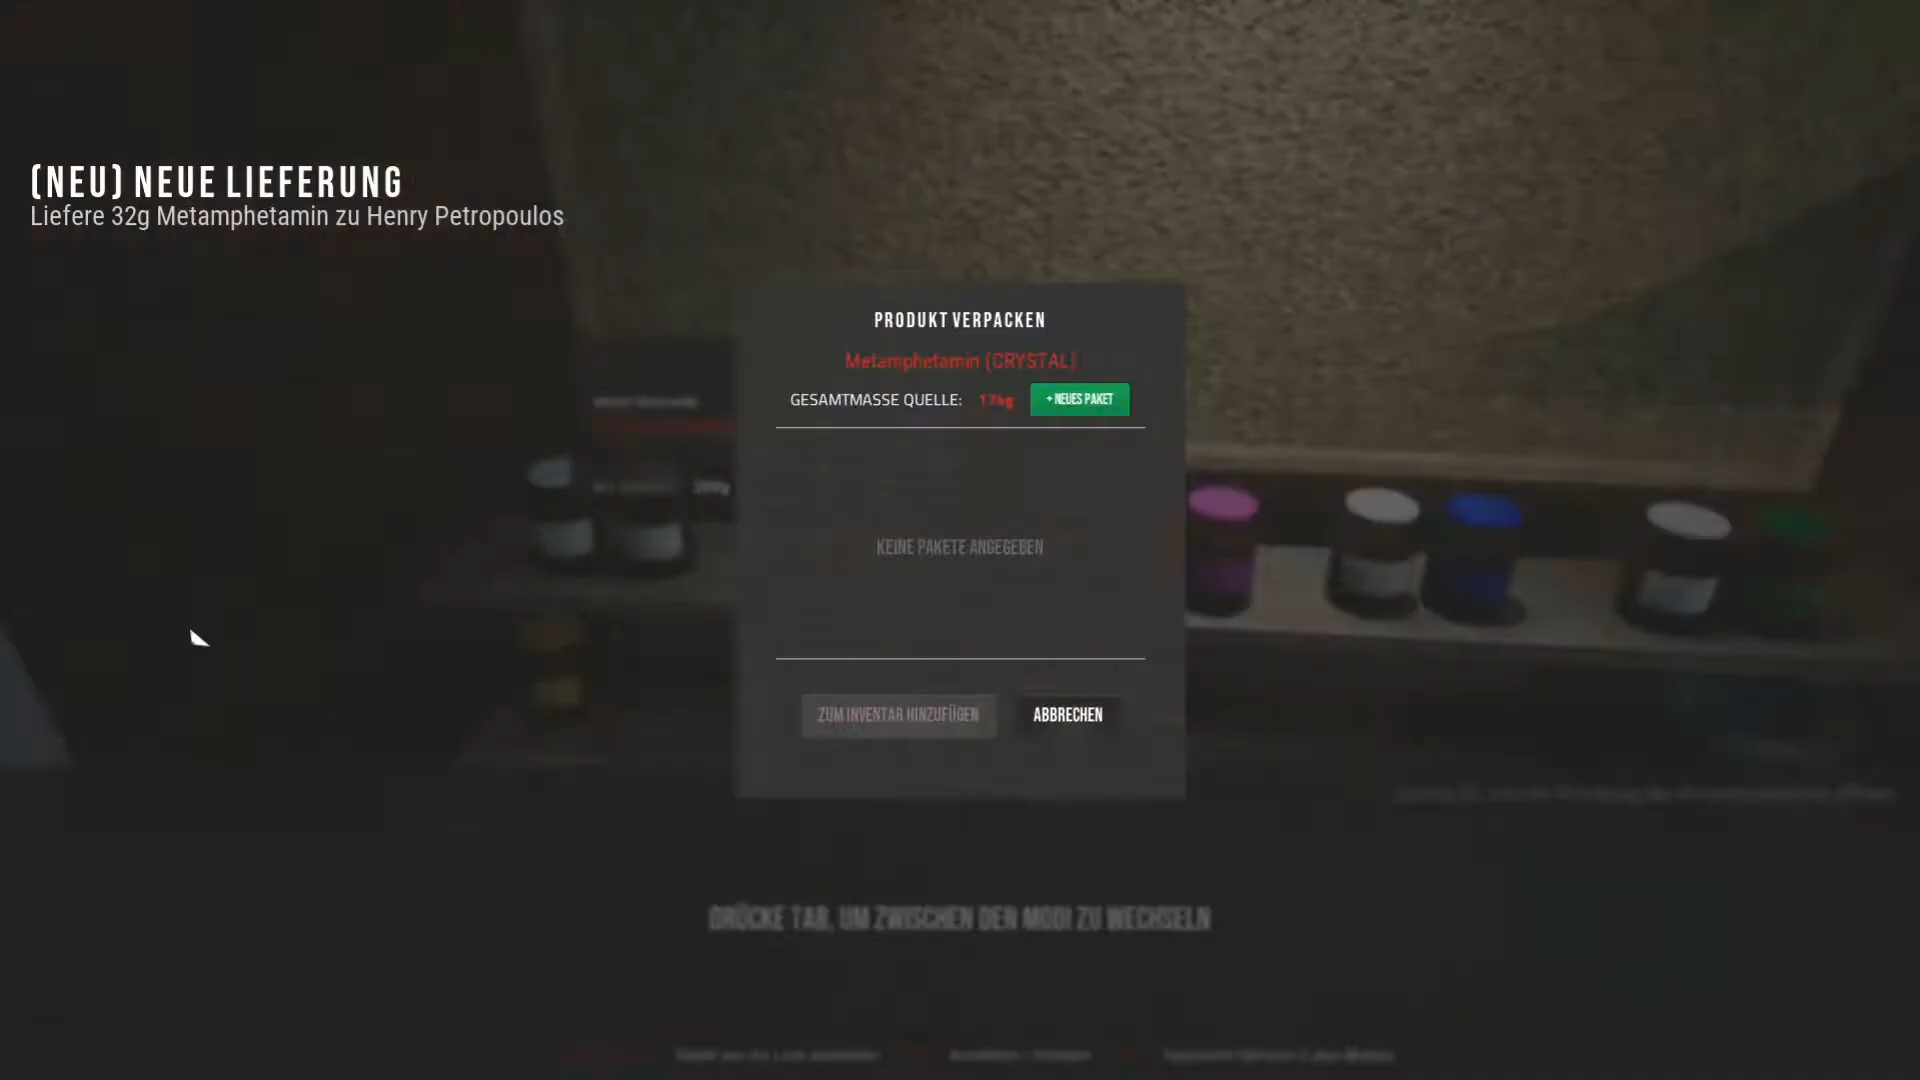 (NEU) NEUE LIEFERUNG
Liefere 32g Metamphetamin zu Henry Petropoulos
PRODUKT VERPACKEN
Metamphetamin (CRYSTAL)
GESAMTMASSE QUELLE: 174g + NEUES PAKET
KEINE PAKETE ANGEGEBEN
ZUM INVENTAR HINZUFÜGEN ABBRECHEN
DRÜCKE TAB, UM ZWISCHEN DEN MODI ZU WECHSELN